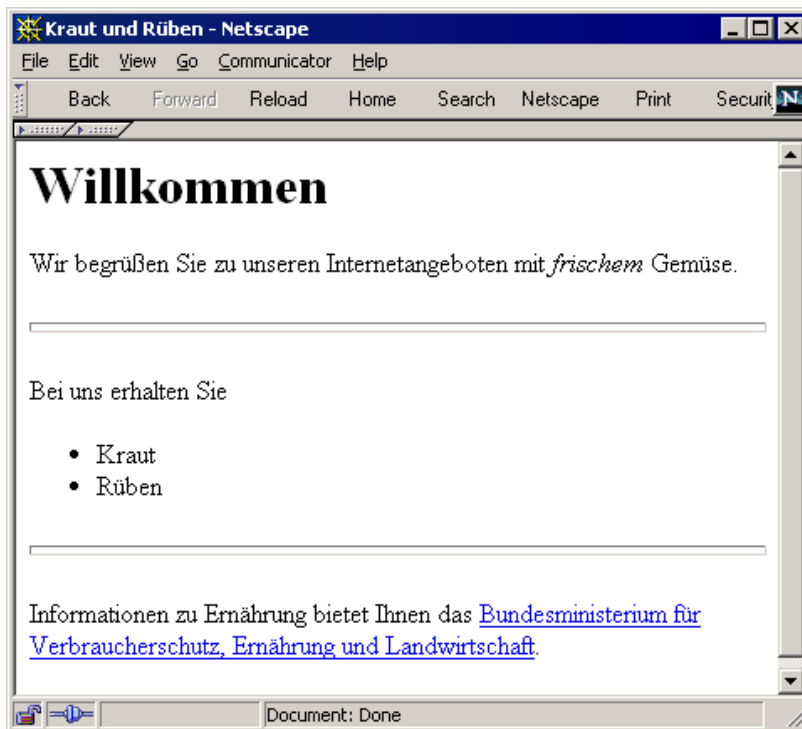 Kraut und Rüben - Netscape
File Edit View Go Communicator Help
Back Forward Reload Home Search Netscape Print Securit N
Willkommen
Wir begrüßen Sie zu unseren Internetangeboten mit frischem Gemüse.
Bei uns erhalten Sie
• Kraut
• Rüben
Informationen zu Ernährung bietet Ihnen das Bundesministerium für
Verbraucherschutz, Ernährung und Landwirtschaft.
Document: Done